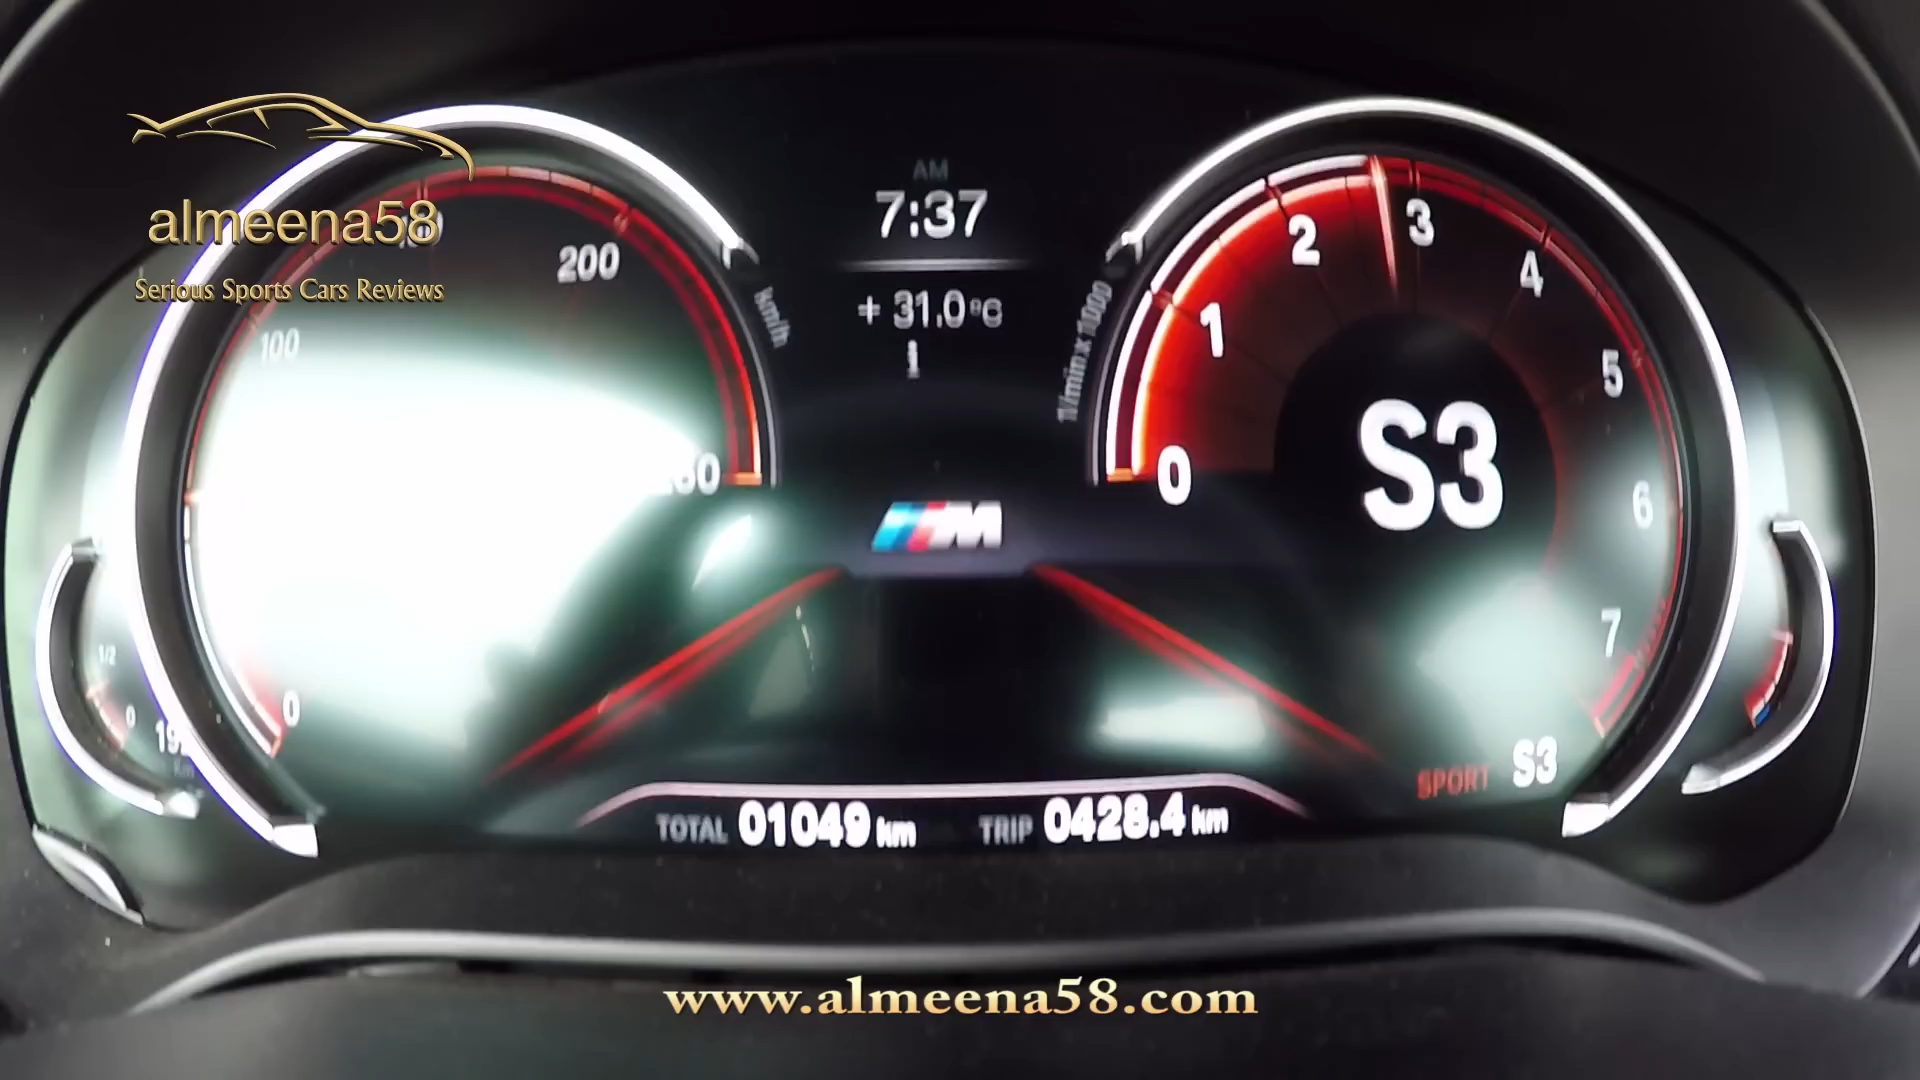 almeena58
Serious Sports Cars Reviews
AM
7:37
+ 31.0°C
i
200
100
0
km/h
1/2
0
1/min x 1000
0
1
2
3
4
5
6
7
S3
M
SPORT S3
TOTAL 01049 km TRIP 0428.4 km
www.almeena58.com